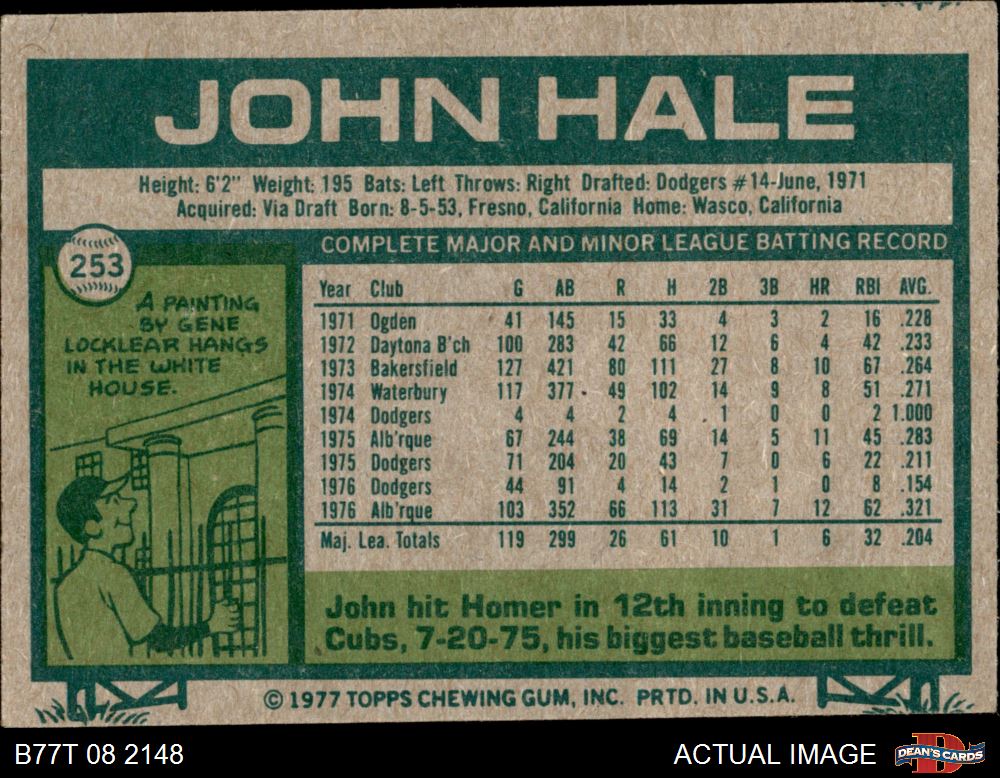 JOHN HALE
Height: 6'2" Weight: 195 Bats: Left Throws: Right Drafted: Dodgers #14-June, 1971
Acquired: Via Draft Born: 8-5-53, Fresno, California Home: Wasco, California
253
A PAINTING
BY GENE
LOCKLEAR HANGS
IN THE WHITE
HOUSE.
COMPLETE MAJOR AND MINOR LEAGUE BATTING RECORD
Year Club G AB R H 2B 3B HR RBI AVG.
1971 Ogden 41 145 15 33 4 3 2 16 .228
1972 Daytona B'ch 100 283 42 66 12 6 4 42 .233
1973 Bakersfield 127 421 80 111 27 8 10 67 .264
1974 Waterbury 117 377 49 102 14 9 8 51 .271
1974 Dodgers 4 4 2 4 1 0 0 2 1.000
1975 Alb'rque 67 244 38 69 14 5 11 45 .283
1975 Dodgers 71 204 20 43 7 0 6 22 .211
1976 Dodgers 44 91 4 14 2 1 0 8 .154
1976 Alb'rque 103 352 66 113 31 7 12 62 .321
Maj. Lea. Totals 119 299 26 61 10 1 6 32 .204
John hit Homer in 12th inning to defeat
Cubs, 7-20-75, his biggest baseball thrill.
© 1977 TOPPS CHEWING GUM, INC. PRTD. IN U.S.A.
B77T 08 2148
ACTUAL IMAGE
DEAN'S CARDS